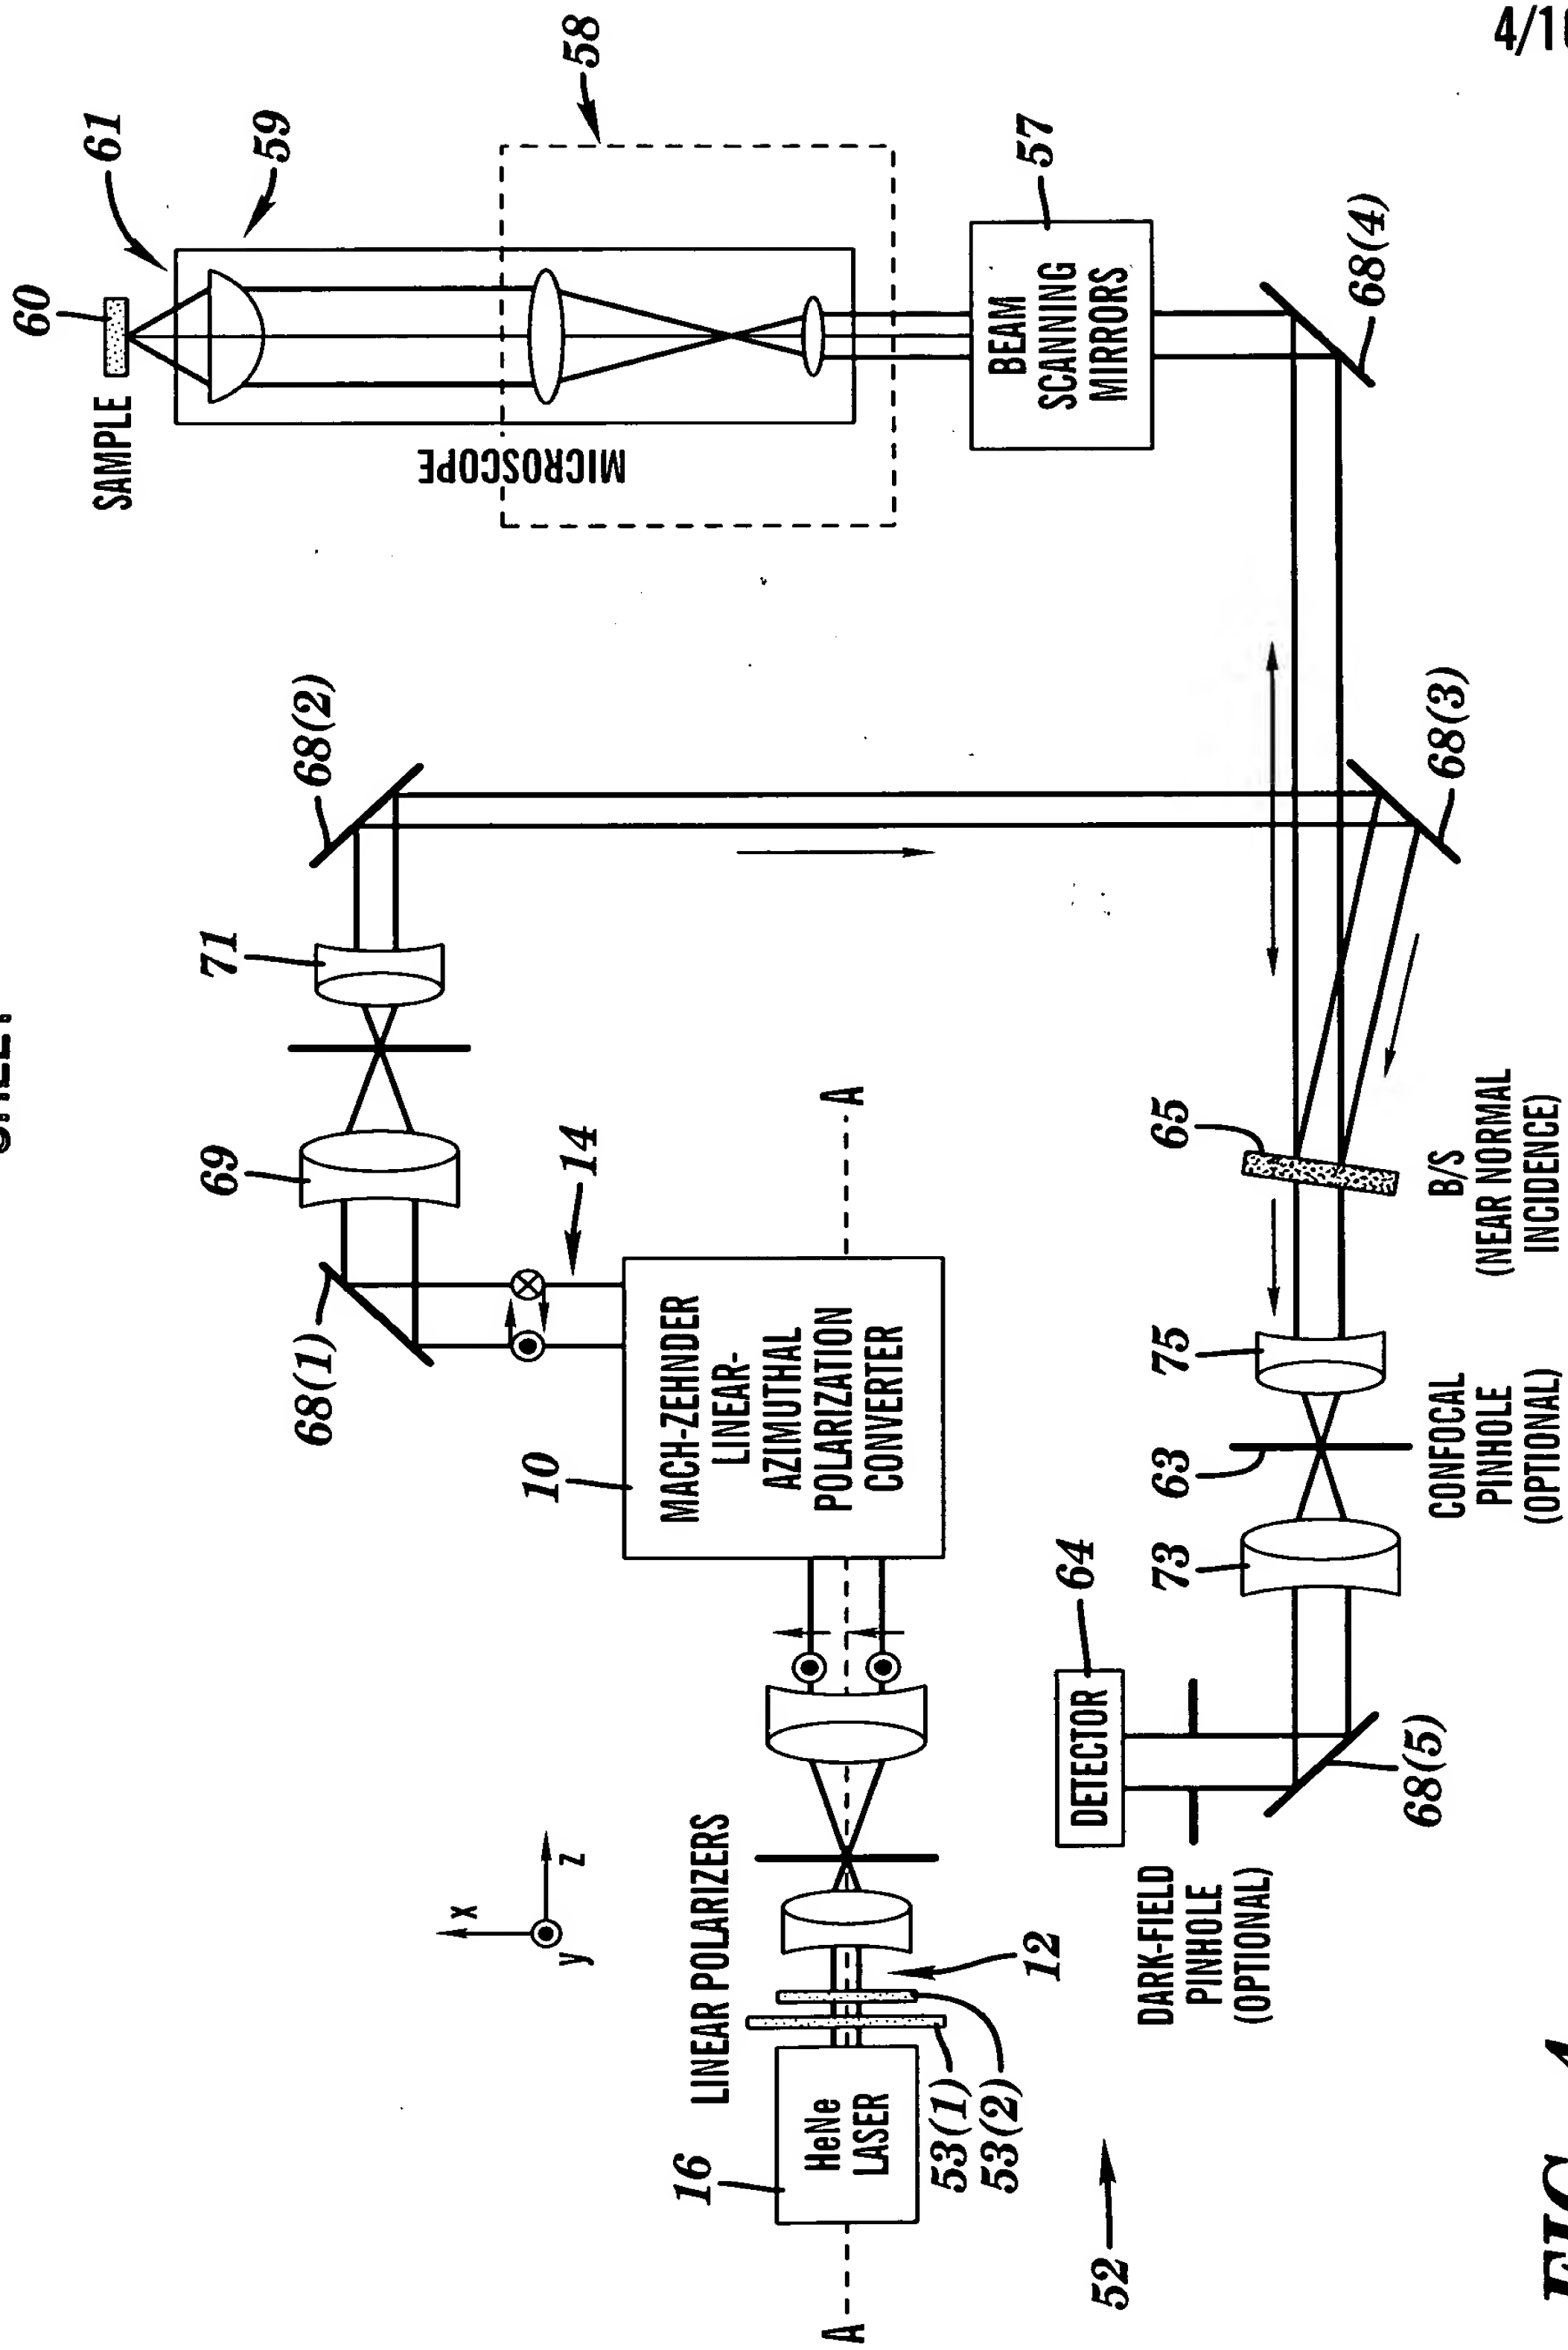 4/10
FIG. 4
61
59
58
60
SAMPLE
MICROSCOPE
57
BEAM
SCANNING
MIRRORS
68(4)
68(2)
71
69
14
68(1)
A
10
MACH-ZEHNDER
LINEAR-
AZIMUTHAL
POLARIZATION
CONVERTER
68(3)
65
B/S
(NEAR NORMAL
INCIDENCE)
75
63
CONFOCAL
PINHOLE
(OPTIONAL)
73
64
DETECTOR
68(5)
DARK-FIELD
PINHOLE
(OPTIONAL)
x
y
z
LINEAR POLARIZERS
12
16
HeNe
LASER
53(1)
53(2)
A
52